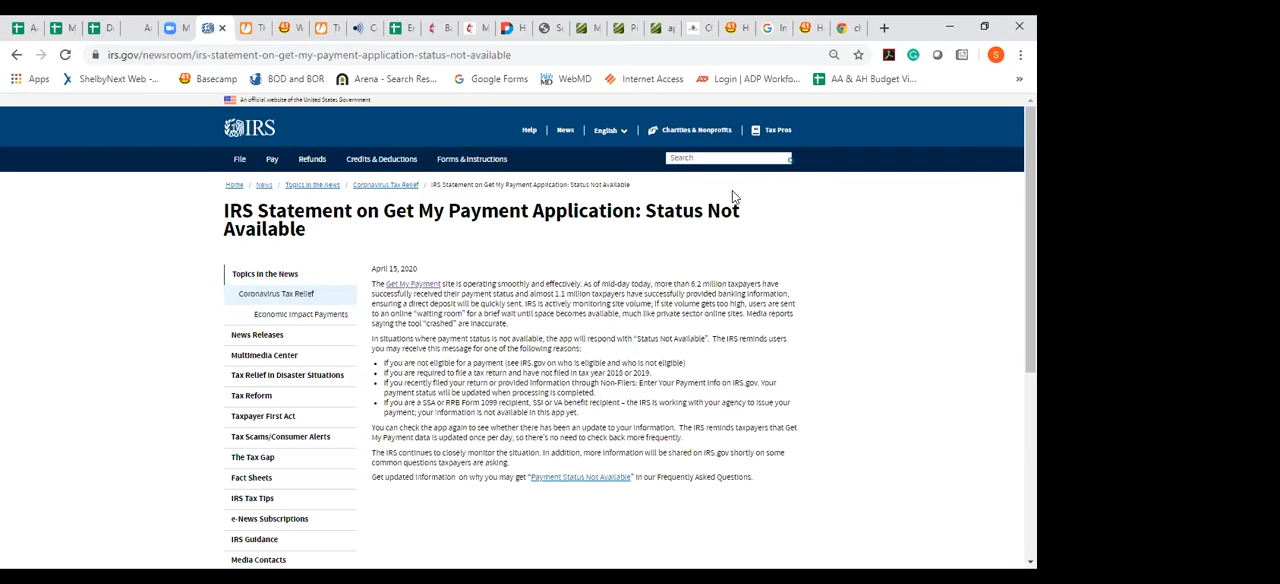 irs.gov/newsroom/irs-statement-on-get-my-payment-application-status-not-available
S
Apps ShelbyNext Web -... Basecamp BOD and BOR Arena - Search Res... Google Forms WebMD Internet Access Login | ADP Workfo... AA & AH Budget Vi...
An official website of the United States Government
IRS
Help News English Charities & Nonprofits Tax Pros
File Pay Refunds Credits & Deductions Forms & Instructions Search
Home / News / Topics in the News / Coronavirus Tax Relief / IRS Statement on Get My Payment Application: Status Not Available
IRS Statement on Get My Payment Application: Status Not
Available
Topics in the News
Coronavirus Tax Relief
Economic Impact Payments
News Releases
Multimedia Center
Tax Relief in Disaster Situations
Tax Reform
Taxpayer First Act
Tax Scams/Consumer Alerts
The Tax Gap
Fact Sheets
IRS Tax Tips
e-News Subscriptions
IRS Guidance
Media Contacts
April 15, 2020
The Get My Payment site is operating smoothly and effectively. As of mid-day today, more than 6.2 million taxpayers have
successfully received their payment status and almost 1.1 million taxpayers have successfully provided banking information,
ensuring a direct deposit will be quickly sent. IRS is actively monitoring site volume; if site volume gets too high, users are sent
to an online “waiting room” for a brief wait until space becomes available, much like private sector online sites. Media reports
saying the tool “crashed” are inaccurate.
In situations where payment status is not available, the app will respond with “Status Not Available”. The IRS reminds users
you may receive this message for one of the following reasons:
• If you are not eligible for a payment (see IRS.gov on who is eligible and who is not eligible)
• If you are required to file a tax return and have not filed in tax year 2018 or 2019.
• If you recently filed your return or provided information through Non-Filers: Enter Your Payment Info on IRS.gov. Your
payment status will be updated when processing is completed.
• If you are a SSA or RRB Form 1099 recipient, SSI or VA benefit recipient – the IRS is working with your agency to issue your
payment; your information is not available in this app yet.
You can check the app again to see whether there has been an update to your information. The IRS reminds taxpayers that Get
My Payment data is updated once per day, so there’s no need to check back more frequently.
The IRS continues to closely monitor the situation. In addition, more information will be shared on IRS.gov shortly on some
common questions taxpayers are asking.
Get updated information on why you may get “Payment Status Not Available” in our Frequently Asked Questions.